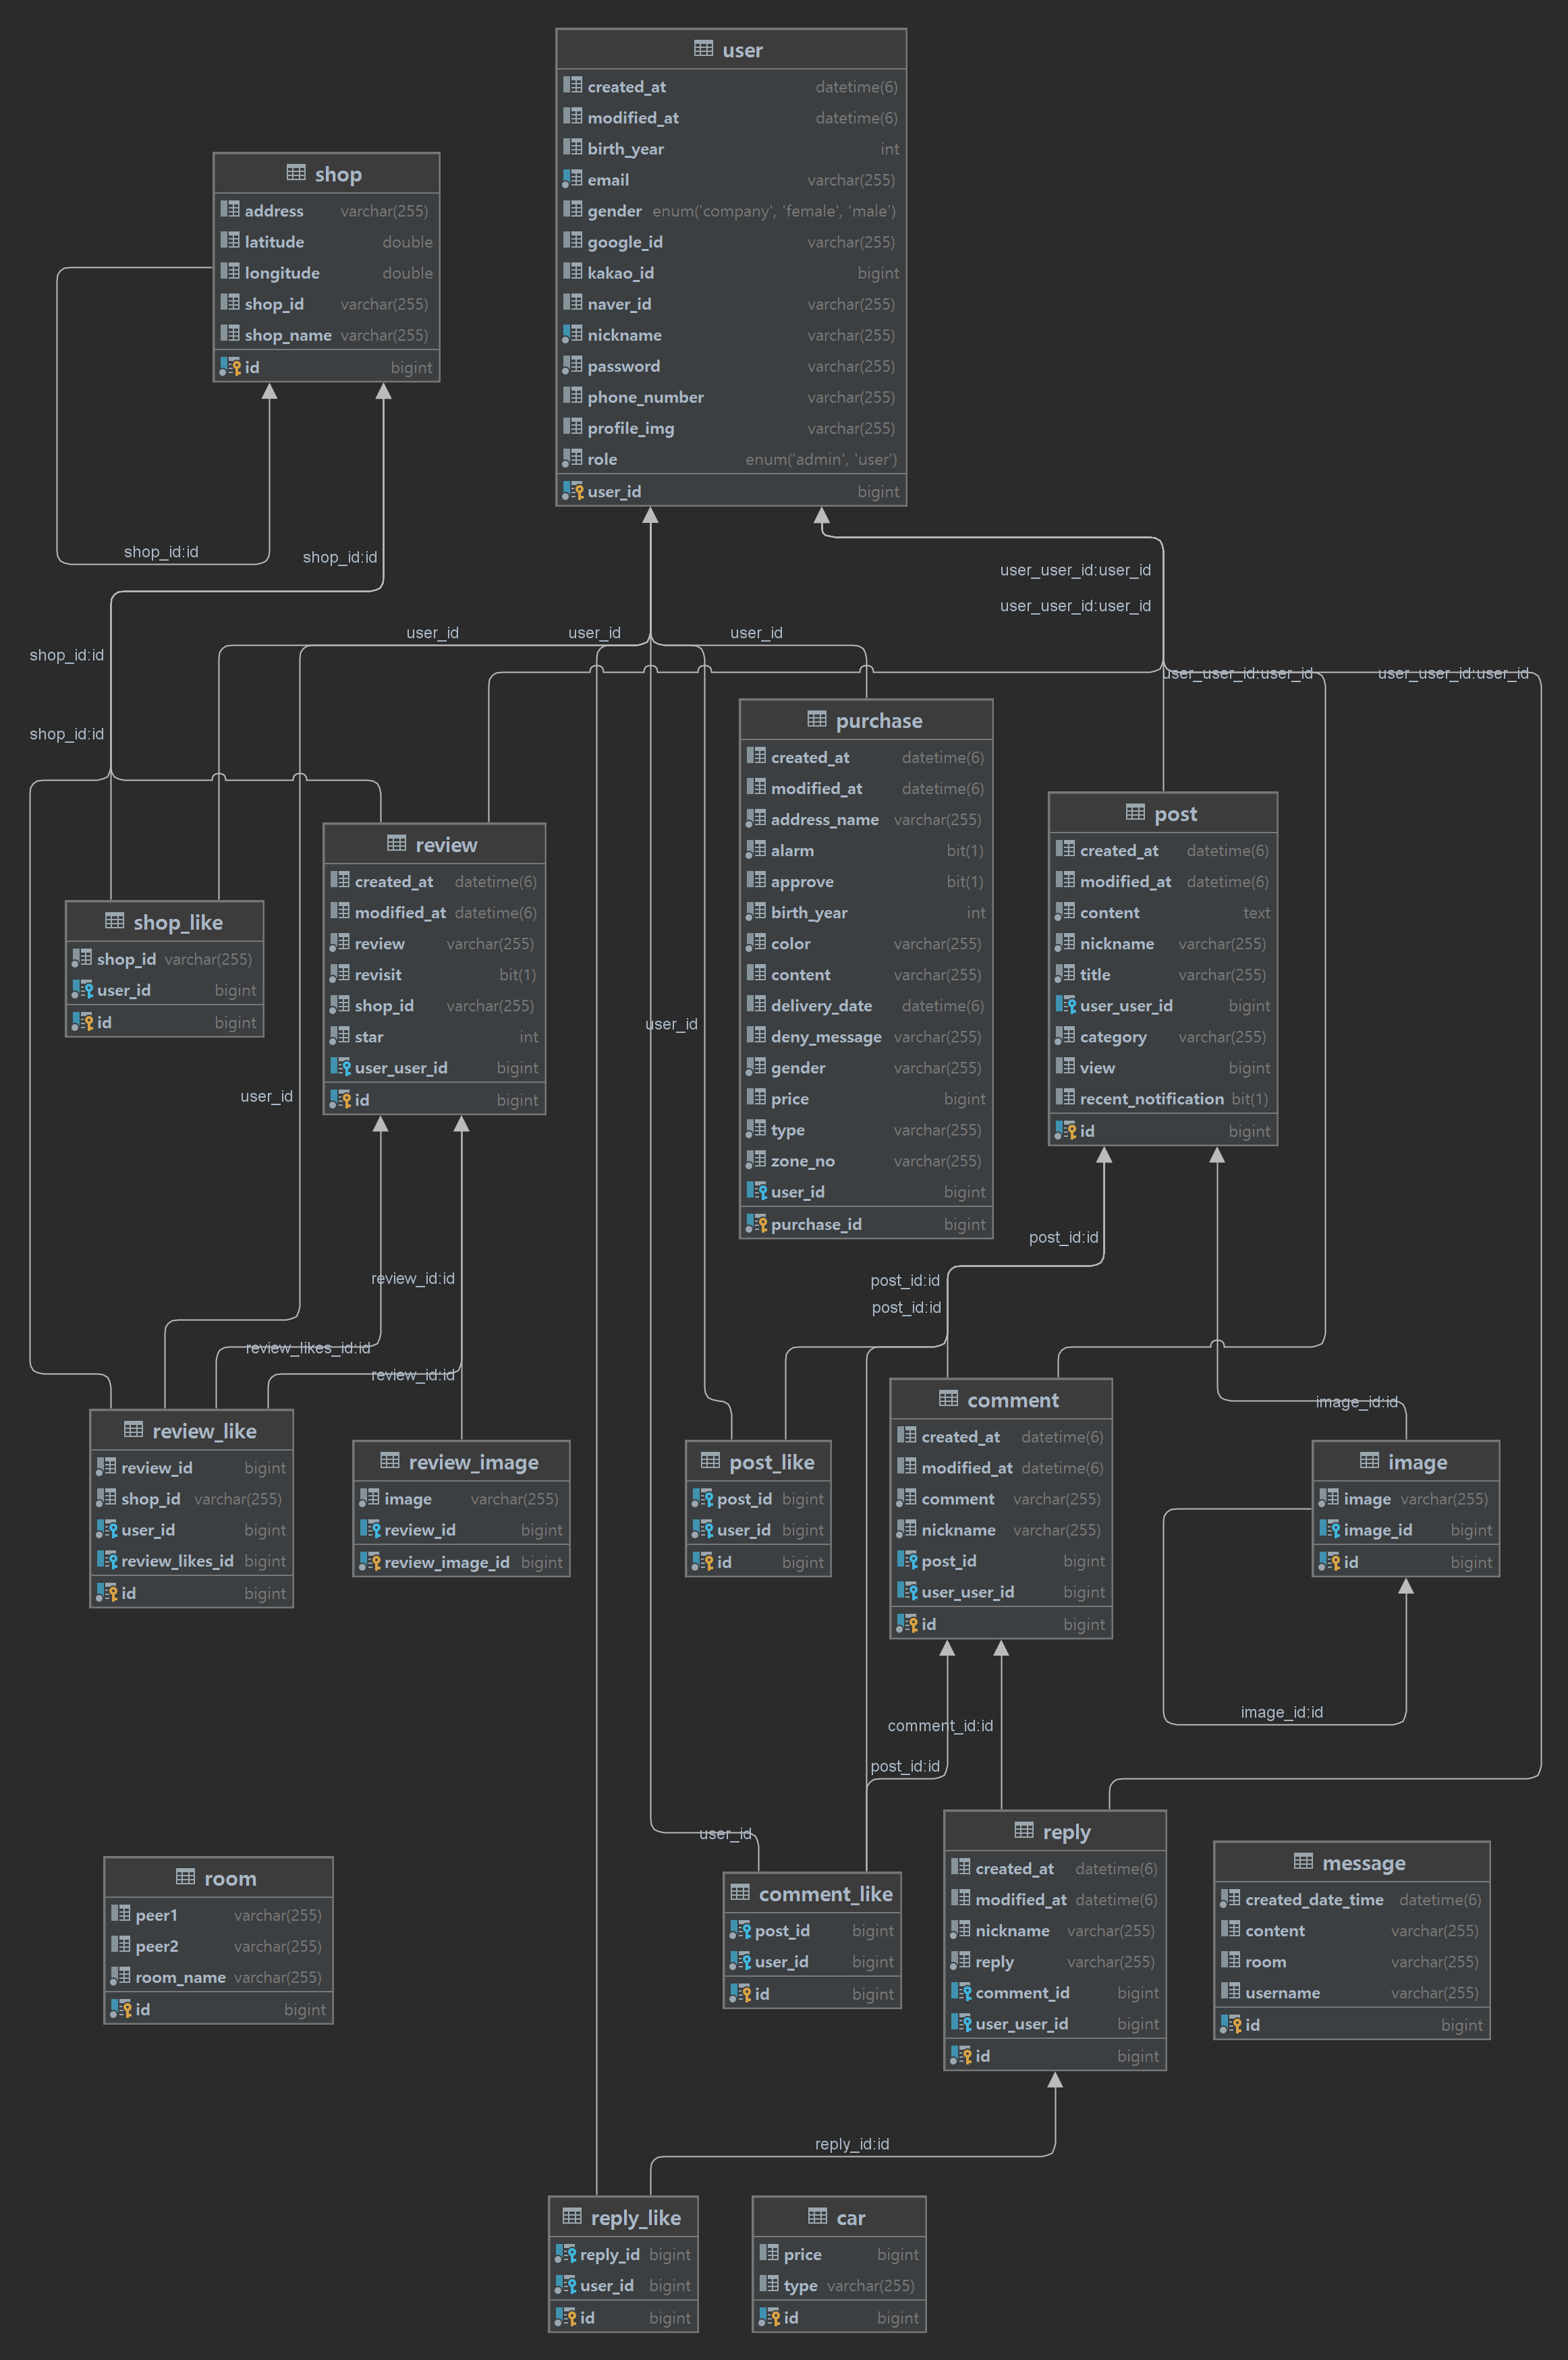 user
created_at datetime(6)
modified_at datetime(6)
birth_year int
email varchar(255)
gender enum('company', 'female', 'male')
google_id varchar(255)
kakao_id bigint
naver_id varchar(255)
nickname varchar(255)
password varchar(255)
phone_number varchar(255)
profile_img varchar(255)
role enum('admin', 'user')
user_id bigint
shop
address varchar(255)
latitude double
longitude double
shop_id varchar(255)
shop_name varchar(255)
id bigint
shop_id:id
shop_id:id
user_user_id:user_id
user_user_id:user_id
user_id
user_id
user_id
shop_id:id
user_user_id:user_id
user_user_id:user_id
shop_id:id
purchase
created_at datetime(6)
modified_at datetime(6)
address_name varchar(255)
alarm bit(1)
approve bit(1)
birth_year int
color varchar(255)
content varchar(255)
delivery_date datetime(6)
deny_message varchar(255)
gender varchar(255)
price bigint
type varchar(255)
zone_no varchar(255)
user_id bigint
purchase_id bigint
post
created_at datetime(6)
modified_at datetime(6)
content text
nickname varchar(255)
title varchar(255)
user_user_id bigint
category varchar(255)
view bigint
recent_notification bit(1)
id bigint
review
created_at datetime(6)
modified_at datetime(6)
review varchar(255)
revisit bit(1)
shop_id varchar(255)
star int
user_user_id bigint
id bigint
shop_like
shop_id varchar(255)
user_id bigint
id bigint
user_id
user_id
post_id:id
review_id:id
post_id:id
post_id:id
review_likes_id:id
review_id:id
image_id:id
review_like
review_id bigint
shop_id varchar(255)
user_id bigint
review_likes_id bigint
id bigint
review_image
image varchar(255)
review_id bigint
review_image_id bigint
post_like
post_id bigint
user_id bigint
id bigint
comment
created_at datetime(6)
modified_at datetime(6)
comment varchar(255)
nickname varchar(255)
post_id bigint
user_user_id bigint
id bigint
image
image varchar(255)
image_id bigint
id bigint
image_id:id
comment_id:id
post_id:id
user_id
room
peer1 varchar(255)
peer2 varchar(255)
room_name varchar(255)
id bigint
comment_like
post_id bigint
user_id bigint
id bigint
reply
created_at datetime(6)
modified_at datetime(6)
nickname varchar(255)
reply varchar(255)
comment_id bigint
user_user_id bigint
id bigint
message
created_date_time datetime(6)
content varchar(255)
room varchar(255)
username varchar(255)
id bigint
reply_id:id
reply_like
reply_id bigint
user_id bigint
id bigint
car
price bigint
type varchar(255)
id bigint